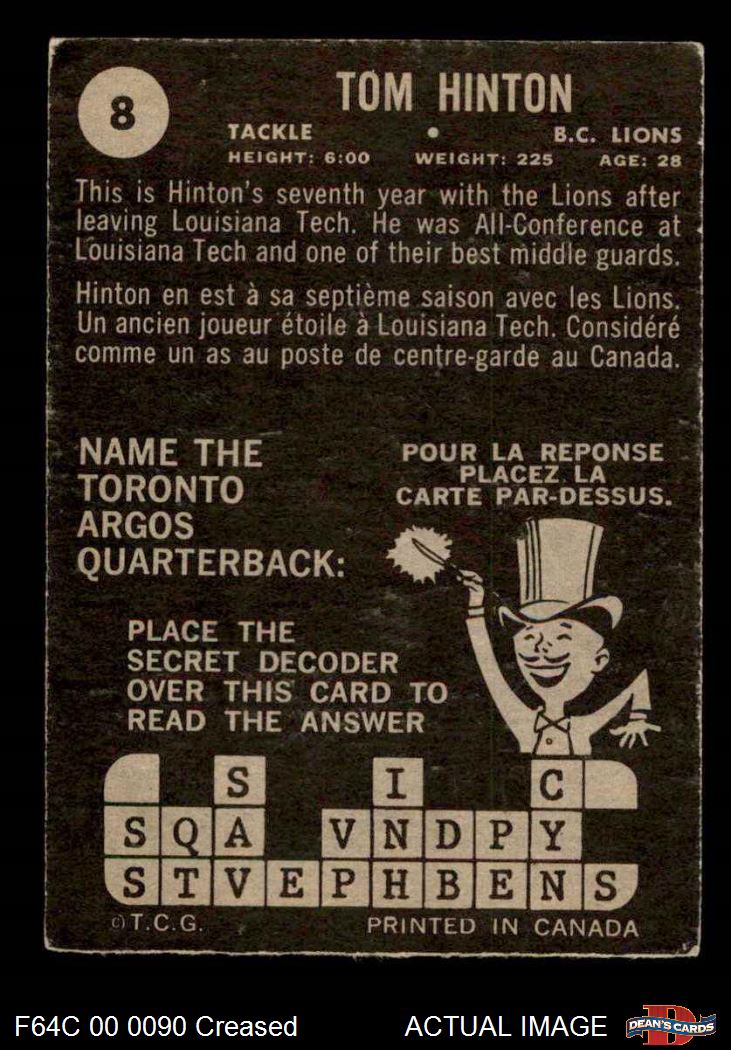 8
TOM HINTON
TACKLE • B.C. LIONS
HEIGHT: 6:00 WEIGHT: 225 AGE: 28
This is Hinton's seventh year with the Lions after
leaving Louisiana Tech. He was All-Conference at
Louisiana Tech and one of their best middle guards.
Hinton en est à sa septième saison avec les Lions.
Un ancien joueur étoile à Louisiana Tech. Considéré
comme un as au poste de centre-garde au Canada.
NAME THE
TORONTO
ARGOS
QUARTERBACK:
POUR LA REPONSE
PLACEZ LA
CARTE PAR-DESSUS.
PLACE THE
SECRET DECODER
OVER THIS CARD TO
READ THE ANSWER
S I C
S Q A V N D P Y
S T V E P H B E N S
© T.C.G. PRINTED IN CANADA
F64C 00 0090 Creased ACTUAL IMAGE D DEAN'S CARDS